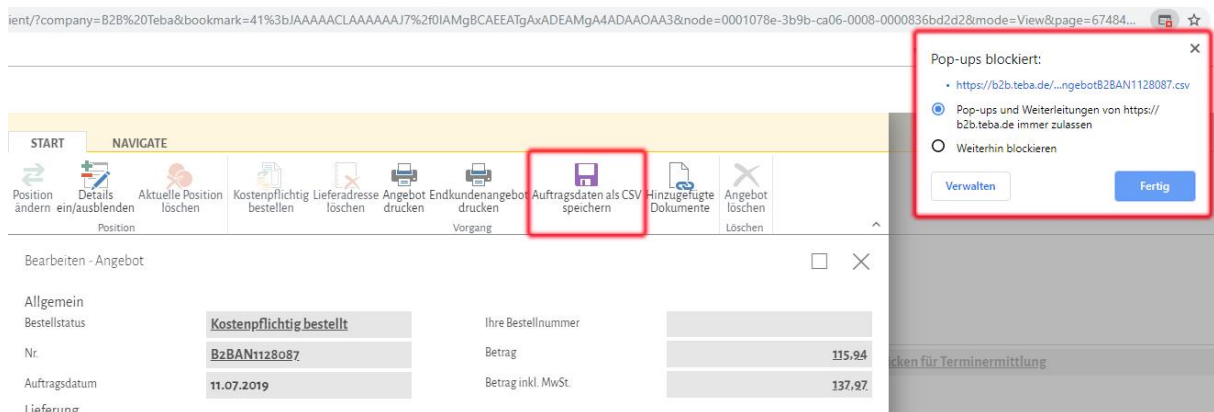 ient/?company=B2B%20Teba&bookmark=41%3bJAAAAACLAAAAAAJ7%2f0IAMgBCAEEATgAxADEAMgA4ADAAOAA3&node=0001078e-3b9b-ca06-0008-0000836bd2d2&mode=View&page=67484...
Pop-ups blockiert:
https://b2b.teba.de/...ngebotB2BAN1128087.csv
Pop-ups und Weiterleitungen von https://
b2b.teba.de immer zulassen
Weiterhin blockieren
Verwalten Fertig
START NAVIGATE
Position Details Aktuelle Position Kostenpflichtig Lieferadresse Angebot Endkundenangebot Auftragsdaten als CSV Hinzugefügte Angebot
ändern ein/ausblenden löschen bestellen löschen drucken drucken speichern Dokumente löschen
Position Vorgang Löschen
Bearbeiten - Angebot
Allgemein
Bestellstatus Kostenpflichtig bestellt Ihre Bestellnummer
Nr. B2BAN1128087 Betrag 115,94
icken für Terminermittlung
Auftragsdatum 11.07.2019 Betrag inkl. MwSt. 137,97
Lieferung